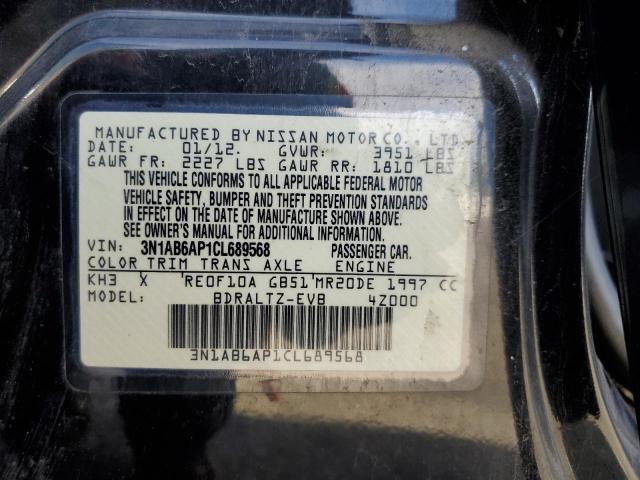 MANUFACTURED BY NISSAN MOTOR CO., LTD.
DATE: 01/12. GVWR: 3951 LBS
GAWR FR: 2227 LBS GAWR RR: 1810 LBS
THIS VEHICLE CONFORMS TO ALL APPLICABLE FEDERAL MOTOR
VEHICLE SAFETY, BUMPER AND THEFT PREVENTION STANDARDS
IN EFFECT ON THE DATE OF MANUFACTURE SHOWN ABOVE.
SEE OWNER'S MANUAL FOR ADDITIONAL INFORMATION.
VIN: 3N1AB6AP1CL689568 PASSENGER CAR.
COLOR TRIM TRANS AXLE ENGINE
KH3 X RE0F10A GB51 MR20DE 1997 CC
MODEL: BDRALTZ-EVB 4Z000
3N1AB6AP1CL689568